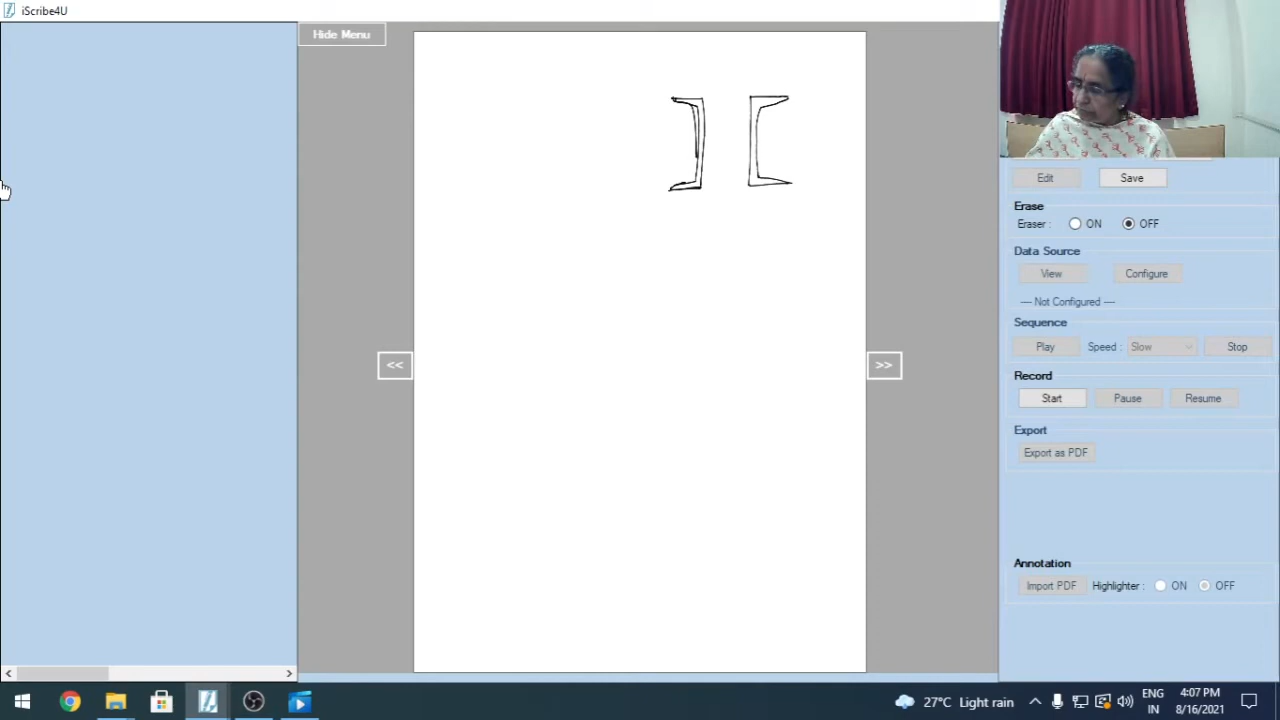 iScribe4U
Hide Menu
Edit Save
Erase
Eraser : ON OFF
Data Source
View Configure
--- Not Configured ---
Sequence
Play Speed : Slow Stop
Record
Start Pause Resume
Export
Export as PDF
Annotation
Import PDF Highlighter : ON OFF
<< >>
27°C Light rain
ENG
IN
4:07 PM
8/16/2021